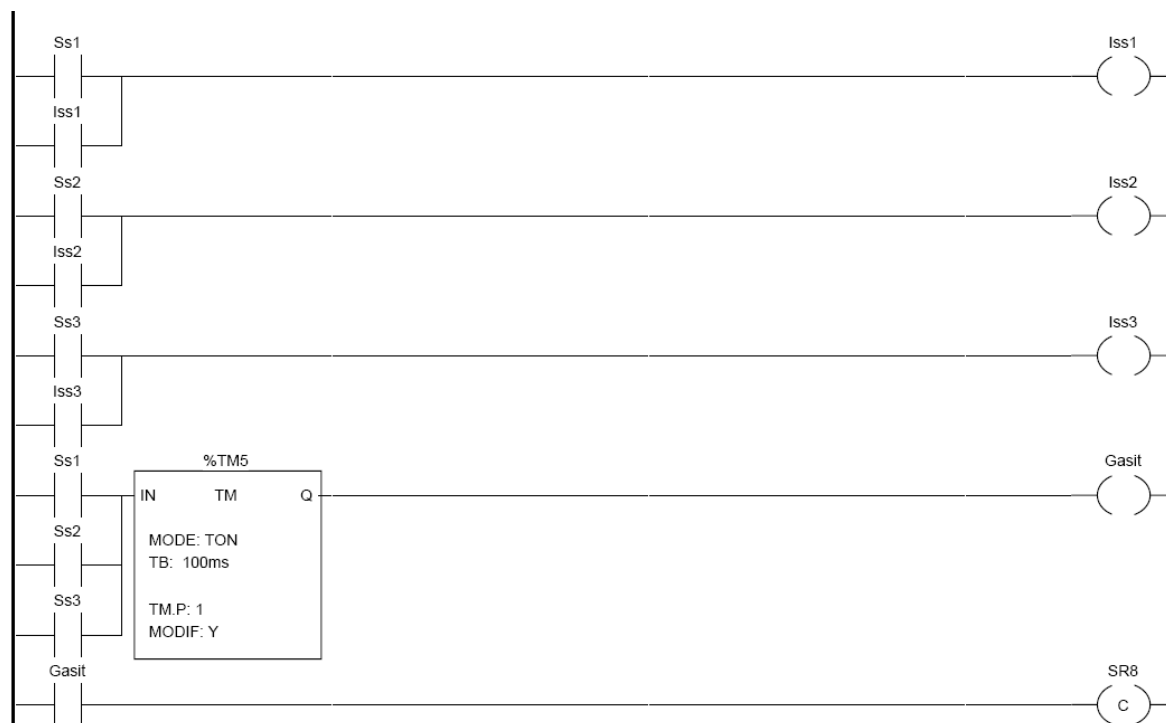 Ss1 Iss1
Iss1
Ss2 Iss2
Iss2
Ss3 Iss3
Iss3
Ss1 %TM5 Gasit
IN TM Q
Ss2
MODE: TON
TB: 100ms
Ss3
TM.P: 1
MODIF: Y
Gasit SR8
C